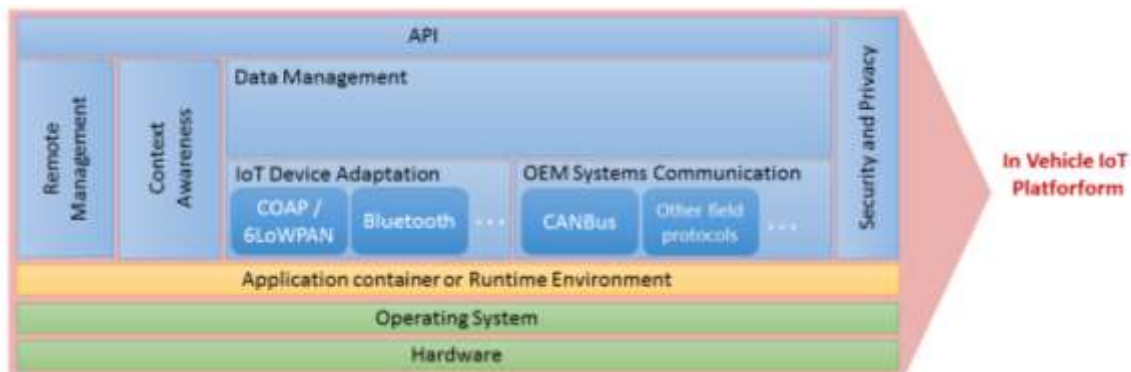 API
Remote
Management
Context
Awareness
Data Management
IoT Device Adaptation
COAP /
6LoWPAN
Bluetooth
...
OEM Systems Communication
CANBus
Other field
protocols
...
Security and Privacy
Application container or Runtime Environment
Operating System
Hardware
In Vehicle IoT
Platforform